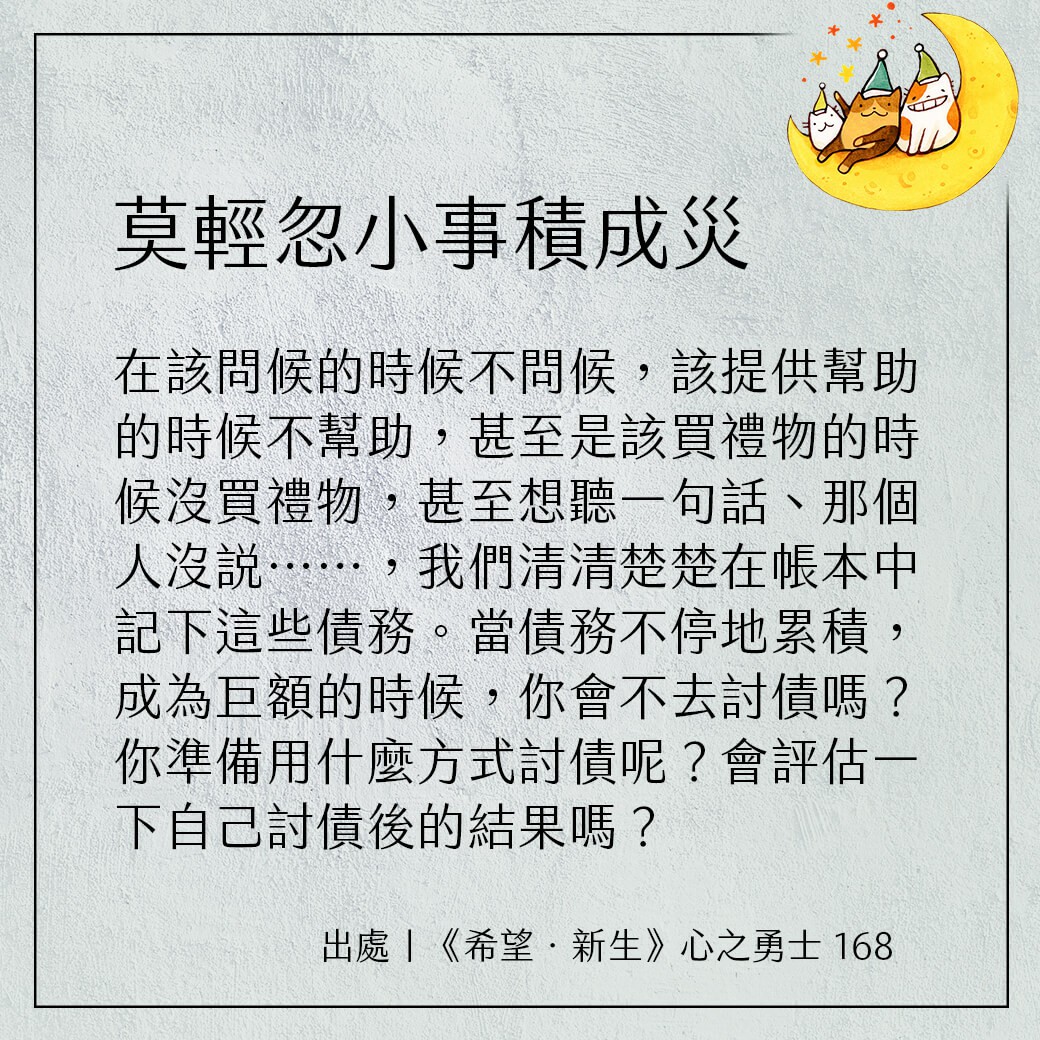 莫輕忽小事積成災
在該問候的時候不問候，該提供幫助
的時候不幫助，甚至是該買禮物的時
候沒買禮物，甚至想聽一句話、那個
人沒説⋯⋯，我們清清楚楚在帳本中
記下這些債務。當債務不停地累積，
成為巨額的時候，你會不去討債嗎？
你準備用什麼方式討債呢？會評估一
下自己討債後的結果嗎？
出處｜《希望．新生》心之勇士 168